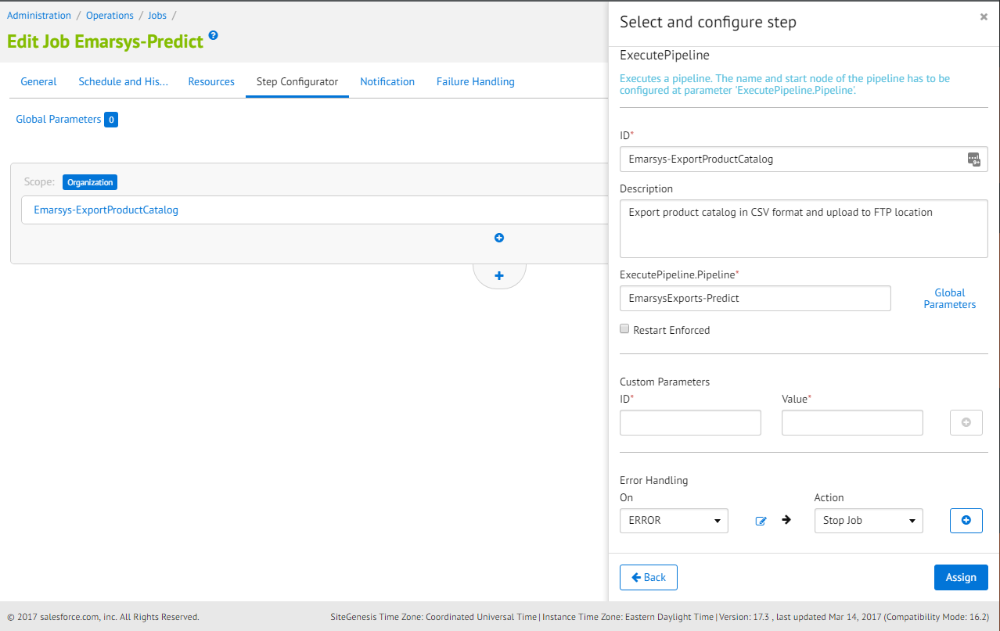 Administration / Operations / Jobs /
Edit Job Emarsys-Predict ?
General Schedule and His... Resources Step Configurator Notification Failure Handling
Global Parameters 0
Scope: Organization
Emarsys-ExportProductCatalog
Select and configure step ×
ExecutePipeline
Executes a pipeline. The name and start node of the pipeline has to be
configured at parameter 'ExecutePipeline.Pipeline'.
ID*
Emarsys-ExportProductCatalog
Description
Export product catalog in CSV format and upload to FTP location
ExecutePipeline.Pipeline*
EmarsysExports-Predict
Global
Parameters
Restart Enforced
Custom Parameters
ID* Value*
Error Handling
On Action
ERROR Stop Job
Back Assign
© 2017 salesforce.com, inc. All Rights Reserved. SiteGenesis Time Zone: Coordinated Universal Time | Instance Time Zone: Eastern Daylight Time | Version: 17.3 , last updated Mar 14, 2017 (Compatibility Mode: 16.2)